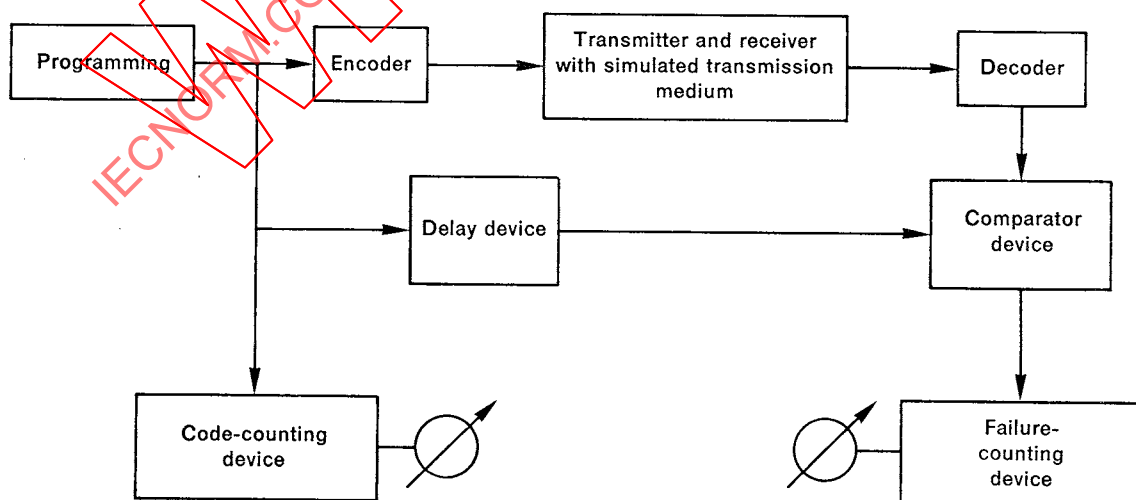 Programming
Encoder
Transmitter and receiver
with simulated transmission
medium
Decoder
Delay device
Comparator
device
Code-counting
device
Failure-
counting
device
IECNORM.CO